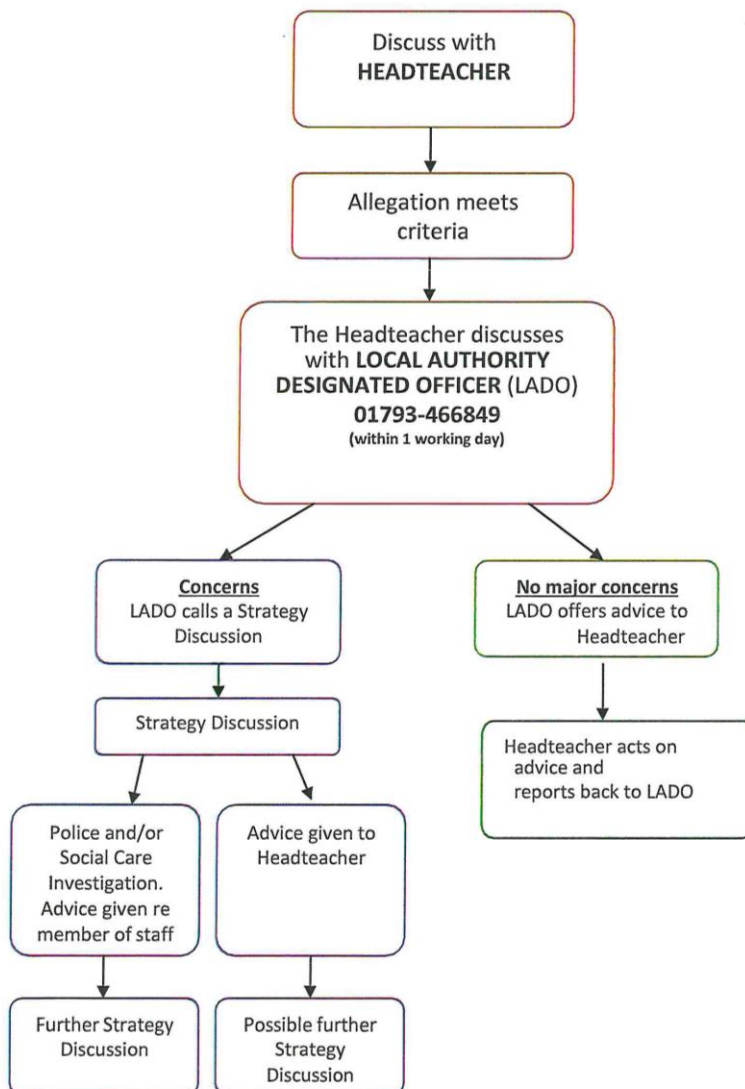 Discuss with
HEADTEACHER
Allegation meets
criteria
The Headteacher discusses
with LOCAL AUTHORITY
DESIGNATED OFFICER (LADO)
01793-466849
(within 1 working day)
Concerns
LADO calls a Strategy
Discussion
No major concerns
LADO offers advice to
Headteacher
Strategy Discussion
Headteacher acts on
advice and
reports back to LADO
Police and/or
Social Care
Investigation.
Advice given re
member of staff
Advice given to
Headteacher
Further Strategy
Discussion
Possible further
Strategy
Discussion